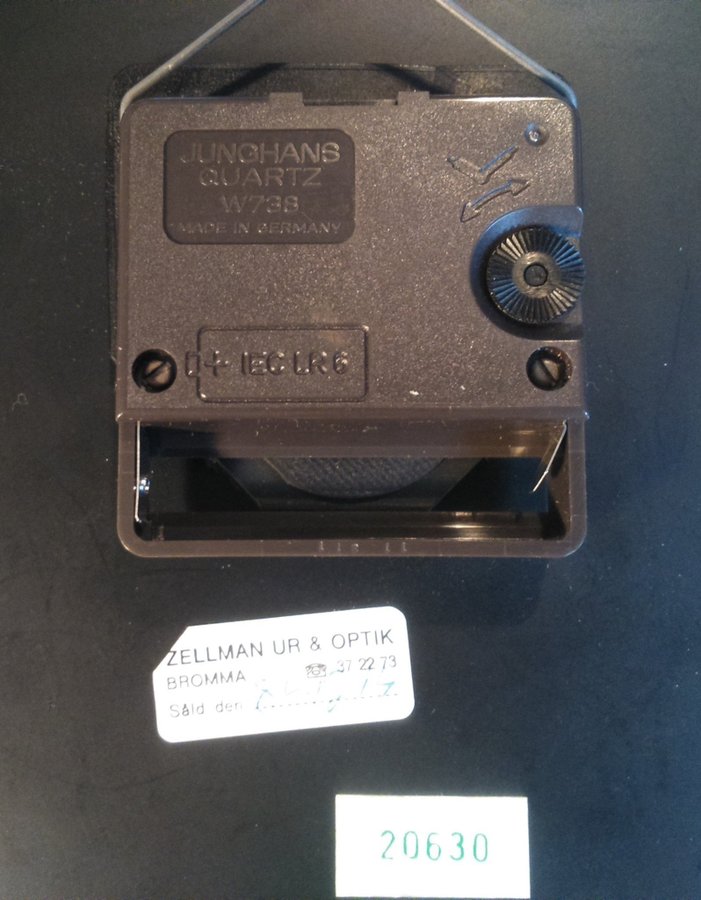 JUNGHANS
QUARTZ
W738
MADE IN GERMANY
+ IEC LR 6
ZELLMAN UR & OPTIK
BROMMA ☎ 37 22 73
Såld den
20630